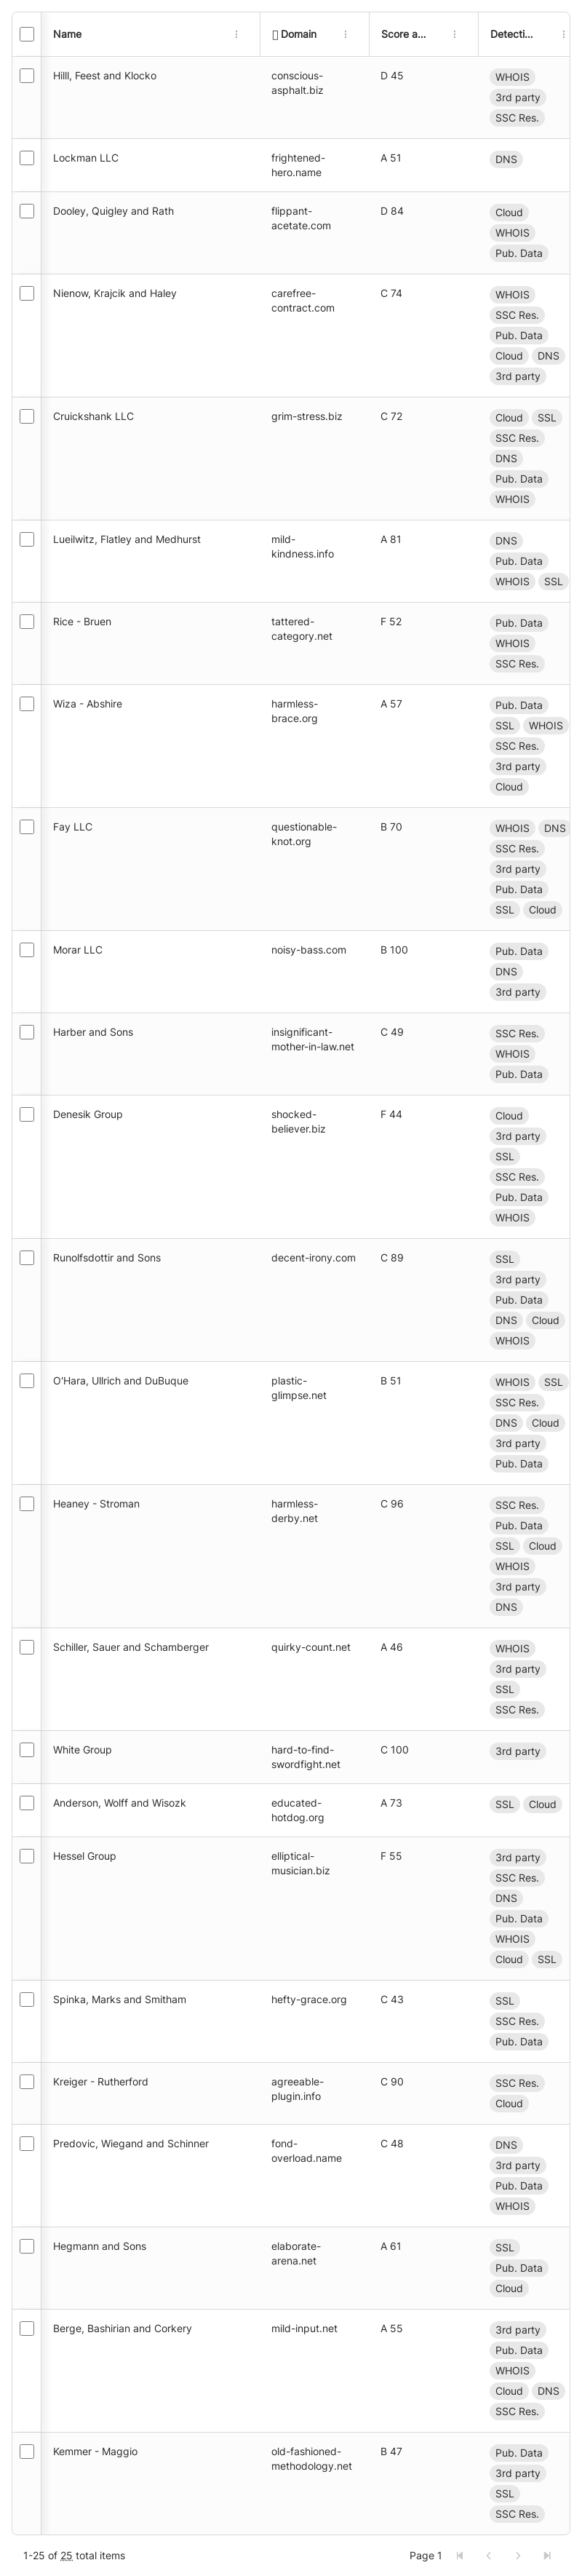 Name Domain Score a... Detecti...
Hilll, Feest and Klocko conscious- D 45 WHOIS
asphalt.biz
3rd party
SSC Res.
Lockman LLC frightened- A 51 DNS
hero.name
Dooley, Quigley and Rath flippant- D 84 Cloud
acetate.com
WHOIS
Pub. Data
Nienow, Krajcik and Haley carefree- C 74 WHOIS
contract.com
SSC Res.
Pub. Data
Cloud DNS
3rd party
Cruickshank LLC grim-stress.biz C 72 Cloud SSL
SSC Res.
DNS
Pub. Data
WHOIS
Lueilwitz, Flatley and Medhurst mild- A 81 DNS
kindness.info
Pub. Data
WHOIS SSL
Rice - Bruen tattered- F 52 Pub. Data
category.net
WHOIS
SSC Res.
Wiza - Abshire harmless- A 57 Pub. Data
brace.org
SSL WHOIS
SSC Res.
3rd party
Cloud
Fay LLC questionable- B 70 WHOIS DNS
knot.org
SSC Res.
3rd party
Pub. Data
SSL Cloud
Morar LLC noisy-bass.com B 100 Pub. Data
DNS
3rd party
Harber and Sons insignificant- C 49 SSC Res.
mother-in-law.net
WHOIS
Pub. Data
Denesik Group shocked- F 44 Cloud
believer.biz
3rd party
SSL
SSC Res.
Pub. Data
WHOIS
Runolfsdottir and Sons decent-irony.com C 89 SSL
3rd party
Pub. Data
DNS Cloud
WHOIS
O'Hara, Ullrich and DuBuque plastic- B 51 WHOIS SSL
glimpse.net
SSC Res.
DNS Cloud
3rd party
Pub. Data
Heaney - Stroman harmless- C 96 SSC Res.
derby.net
Pub. Data
SSL Cloud
WHOIS
3rd party
DNS
Schiller, Sauer and Schamberger quirky-count.net A 46 WHOIS
3rd party
SSL
SSC Res.
White Group hard-to-find- C 100 3rd party
swordfight.net
Anderson, Wolff and Wisozk educated- A 73 SSL Cloud
hotdog.org
Hessel Group elliptical- F 55 3rd party
musician.biz
SSC Res.
DNS
Pub. Data
WHOIS
Cloud SSL
Spinka, Marks and Smitham hefty-grace.org C 43 SSL
SSC Res.
Pub. Data
Kreiger - Rutherford agreeable- C 90 SSC Res.
plugin.info
Cloud
Predovic, Wiegand and Schinner fond- C 48 DNS
overload.name
3rd party
Pub. Data
WHOIS
Hegmann and Sons elaborate- A 61 SSL
arena.net
Pub. Data
Cloud
Berge, Bashirian and Corkery mild-input.net A 55 3rd party
Pub. Data
WHOIS
Cloud DNS
SSC Res.
Kemmer - Maggio old-fashioned- B 47 Pub. Data
methodology.net
3rd party
SSL
SSC Res.
1-25 of 25 total items Page 1